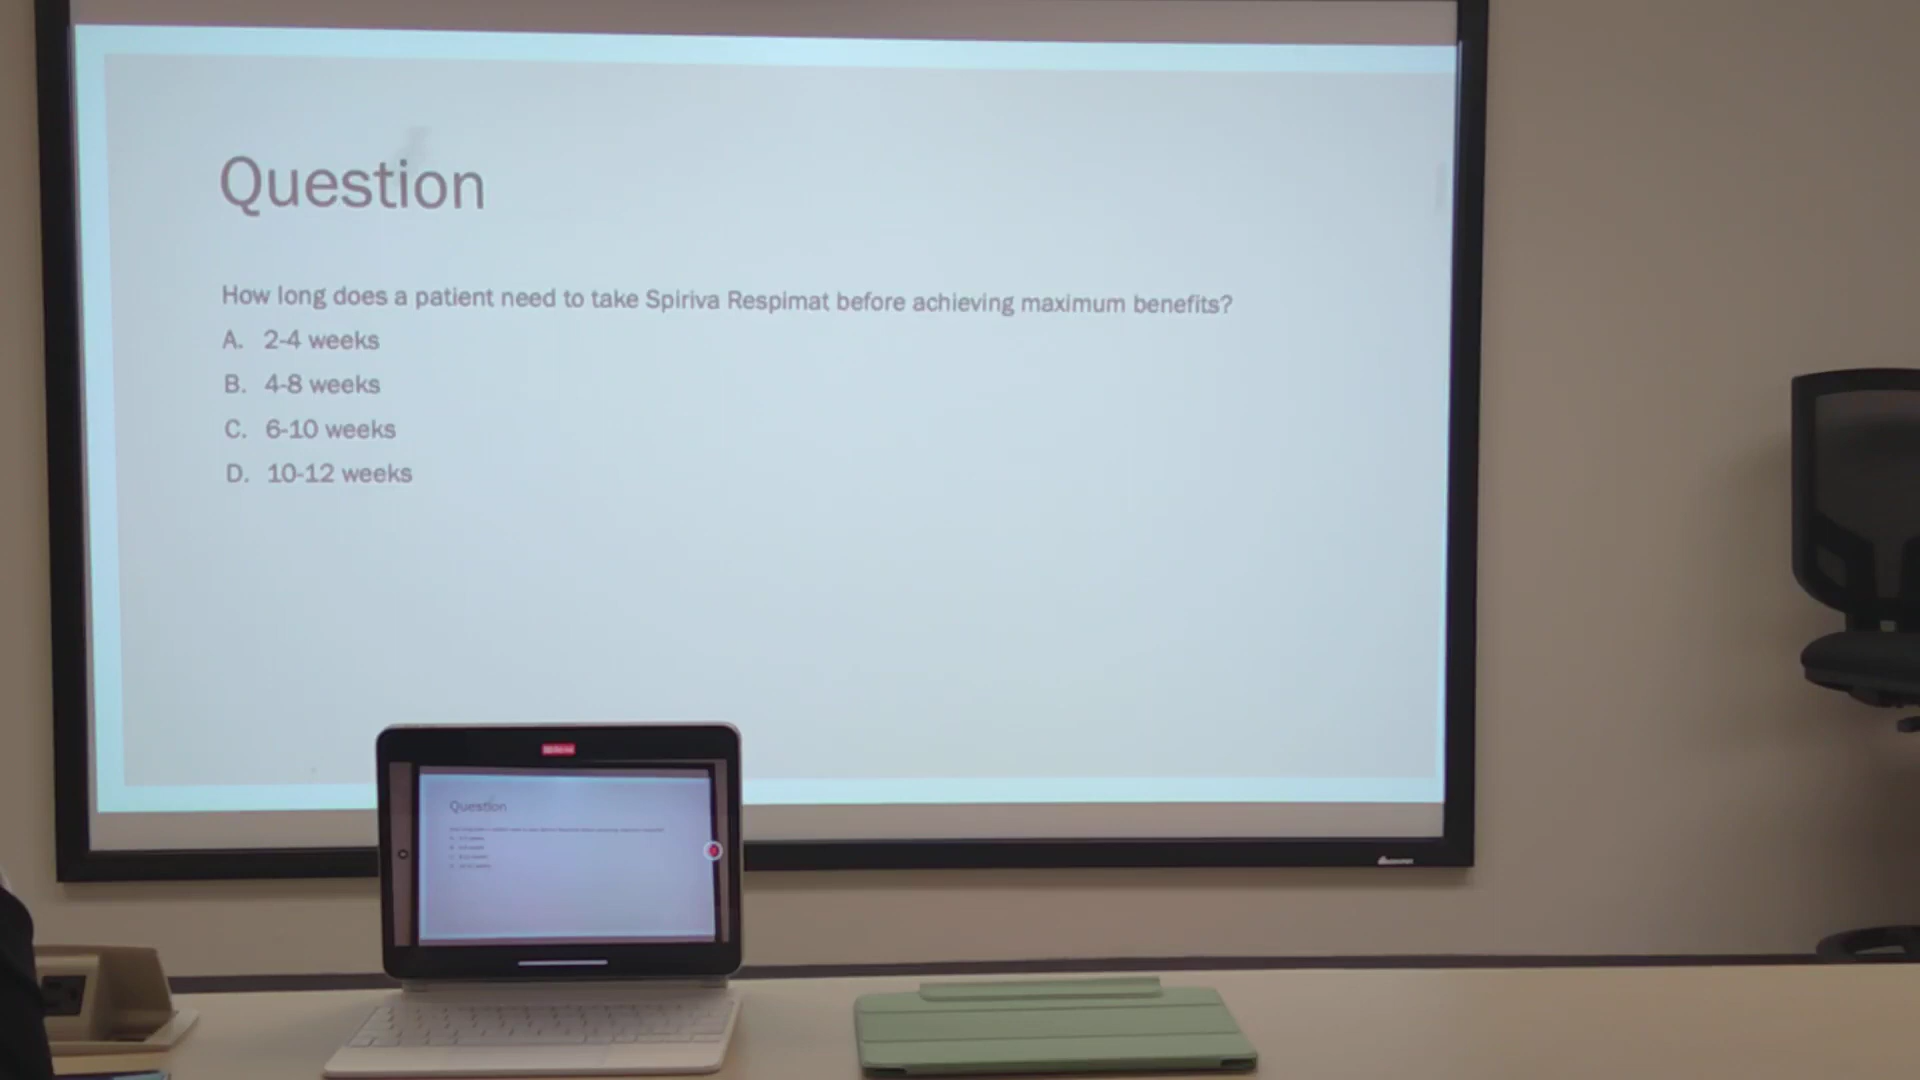 Question
How long does a patient need to take Spiriva Respimat before achieving maximum benefits?
A. 2-4 weeks
B. 4-8 weeks
C. 6-10 weeks
D. 10-12 weeks
Question